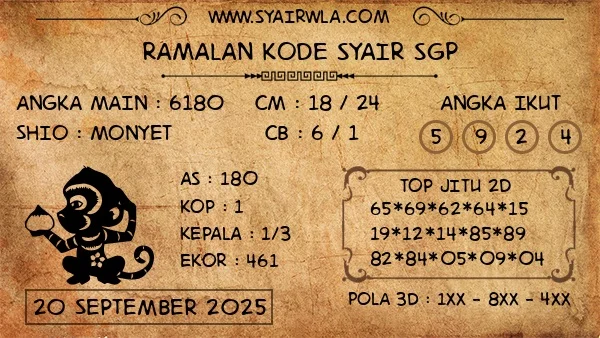 WWW.SYAIRWLA.COM
RAMALAN KODE SYAIR SGP
ANGKA MAIN : 6180 CM : 18 / 24 ANGKA IKUT
SHIO : MONYET CB : 6 / 1 5 9 2 4
AS : 180
KOP : 1
KEPALA : 1/3
EKOR : 461
TOP JITU 2D
65*69*62*64*15
19*12*14*85*89
82*84*05*09*04
20 SEPTEMBER 2025
POLA 3D : 1XX - 8XX - 4XX